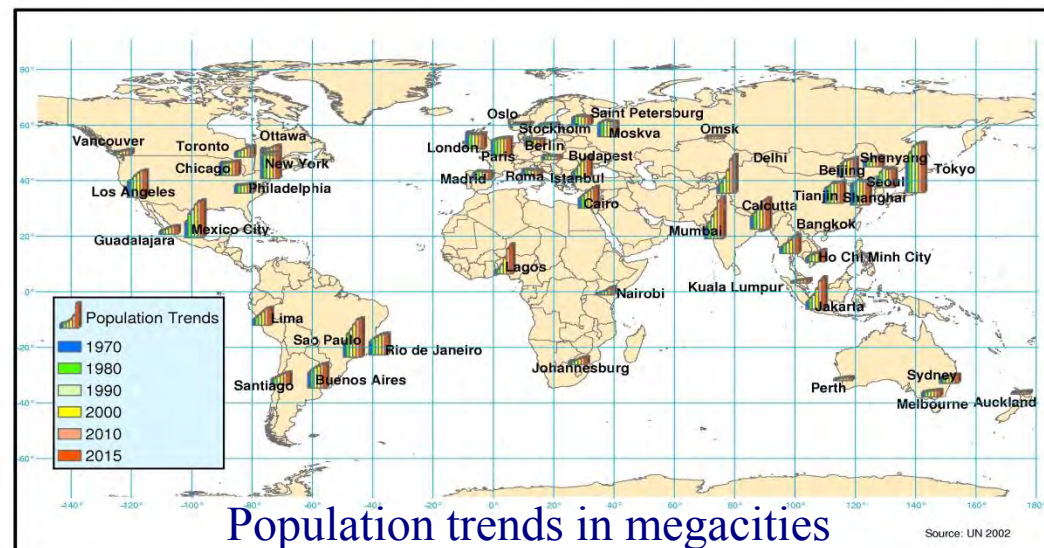 80°
60°
40°
20°
0°
-20°
-40°
-60°
Oslo
Saint Petersburg
Vancouver
Ottawa
Stockholm
Moskva
Omsk
Toronto
London
Berlin
Chicago
New York
Paris
Budapest
Delhi
Shenyang
Beijing
Tokyo
Los Angeles
Philadelphia
Madrid
Roma
Istanbul
Seoul
Tianjin
Shanghai
Cairo
Calcutta
Mexico City
Mumbai
Bangkok
Guadalajara
Lagos
Ho Chi Minh City
Kuala Lumpur
Nairobi
Jakarta
Population Trends
1970
1980
1990
2000
2010
2015
Lima
Sao Paulo
Rio de Janeiro
Johannesburg
Santiago
Buenos Aires
Perth
Sydney
Melbourne
Auckland
-140° -120° -100° -80° -60° -40° -20° 0° 20° 40° 60° 80° 100° 120° 140° 160° 180°
Population trends in megacities
Source: UN 2002